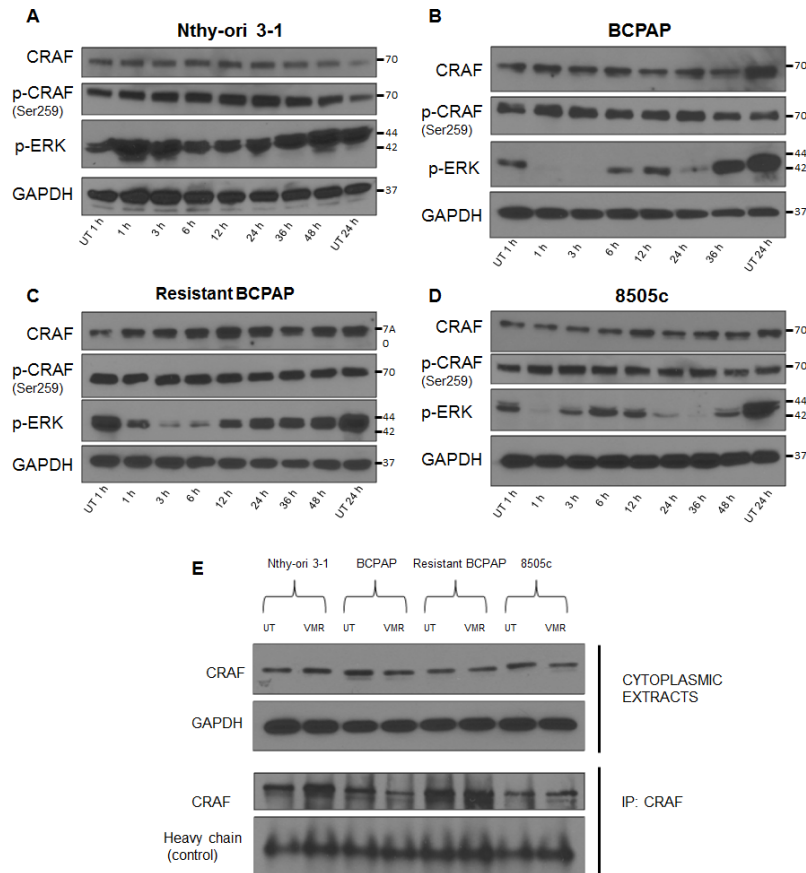 A
Nthy-ori 3-1
CRAF
70
p-CRAF
(Ser259)
70
p-ERK
44
42
GAPDH
37
UT 1 h
1 h
3 h
6 h
12 h
24 h
36 h
48 h
UT 24 h
B
BCPAP
CRAF
70
p-CRAF
(Ser259)
70
p-ERK
44
42
GAPDH
37
UT 1 h
1 h
3 h
6 h
12 h
24 h
36 h
UT 24 h
C
Resistant BCPAP
CRAF
7A
0
p-CRAF
(Ser259)
70
p-ERK
44
42
GAPDH
37
UT 1 h
1 h
3 h
6 h
12 h
24 h
36 h
48 h
UT 24 h
D
8505c
CRAF
70
p-CRAF
(Ser259)
70
p-ERK
44
42
GAPDH
37
UT 1 h
1 h
3 h
6 h
12 h
24 h
36 h
48 h
UT 24 h
E
Nthy-ori 3-1 BCPAP Resistant BCPAP 8505c
UT VMR UT VMR UT VMR UT VMR
CRAF
GAPDH
CYTOPLASMIC
EXTRACTS
CRAF
IP: CRAF
Heavy chain
(control)